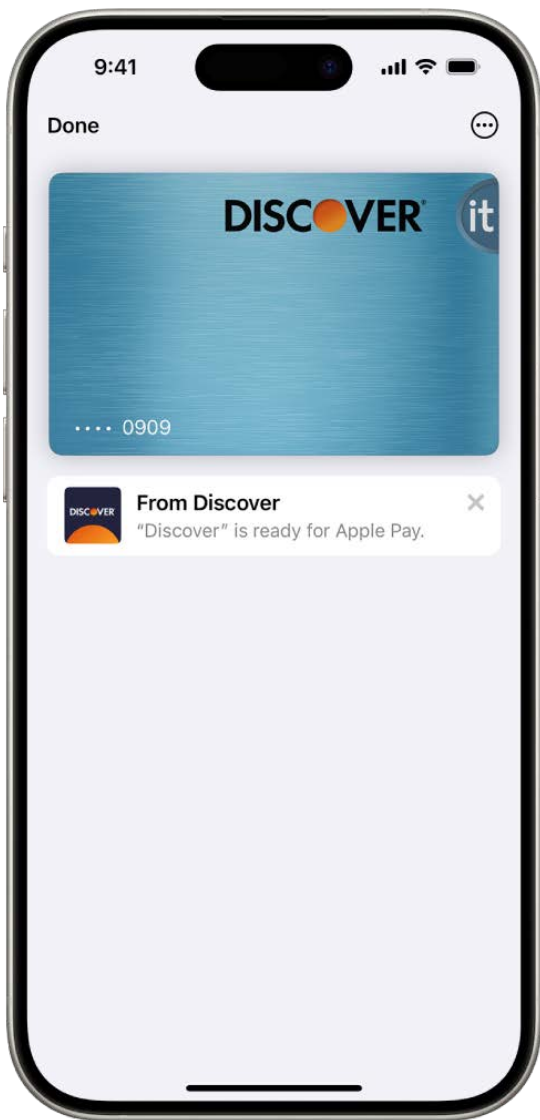 9:41
Done
DISCOVER®
it
•••• 0909
DISCOVER
From Discover
“Discover” is ready for Apple Pay.